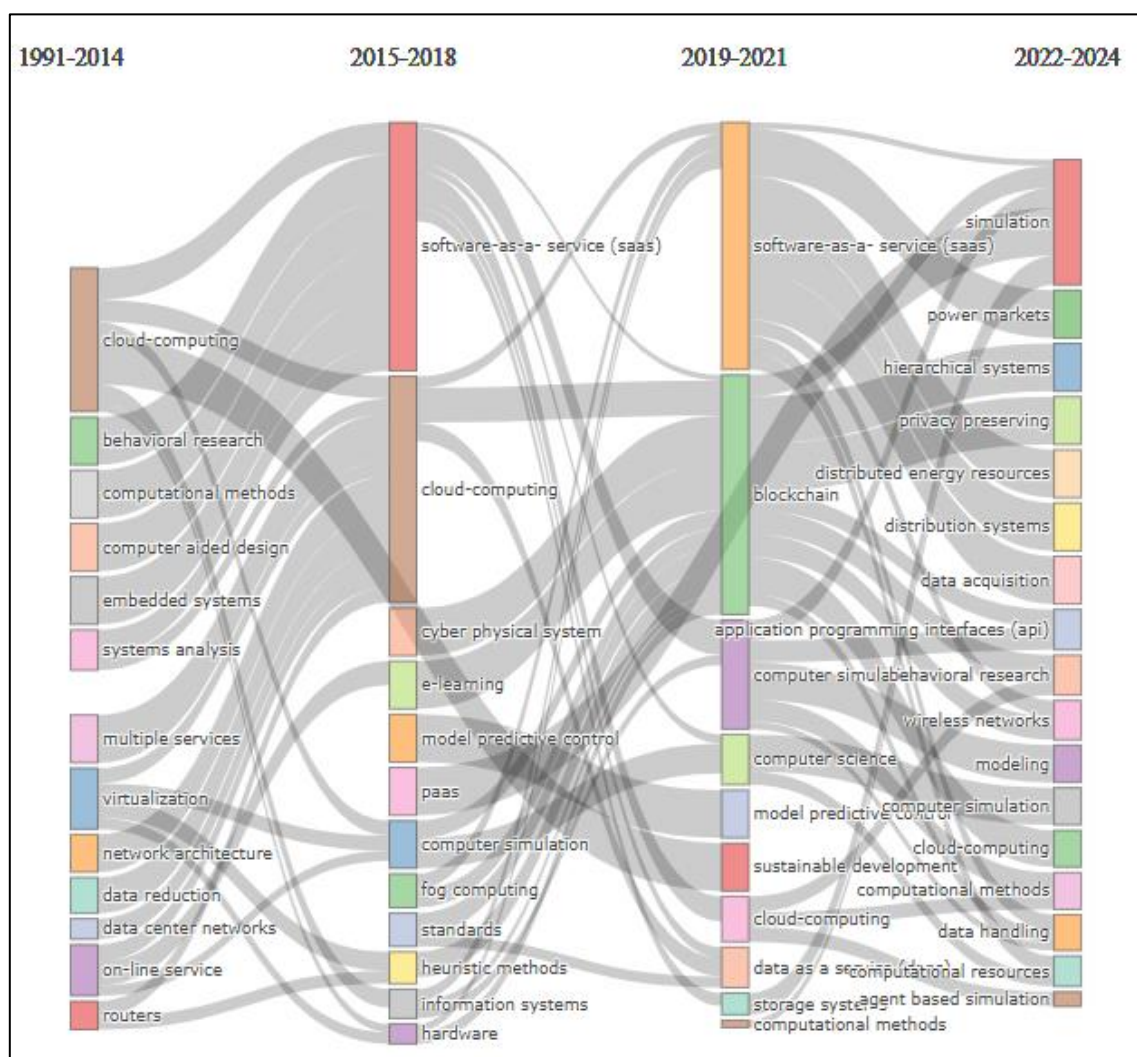 1991-2014
2015-2018
2019-2021
2022-2024
cloud-computing
behavioral research
computational methods
computer aided design
embedded systems
systems analysis
multiple services
virtualization
network architecture
data reduction
data center networks
on-line service
routers
software-as-a- service (saas)
cloud-computing
cyber physical system
e-learning
model predictive control
paas
computer simulation
fog computing
standards
heuristic methods
information systems
hardware
software-as-a- service (saas)
blockchain
computer simula
computer science
model predictive control
sustainable development
cloud-computing
data as a service
storage systems
computational methods
simulation
power markets
hierarchical systems
privacy preserving
distributed energy resources
distribution systems
data acquisition
application programming interfaces (api)
behavioral research
wireless networks
modeling
computer simulation
cloud-computing
computational methods
data handling
computational resources
agent based simulation